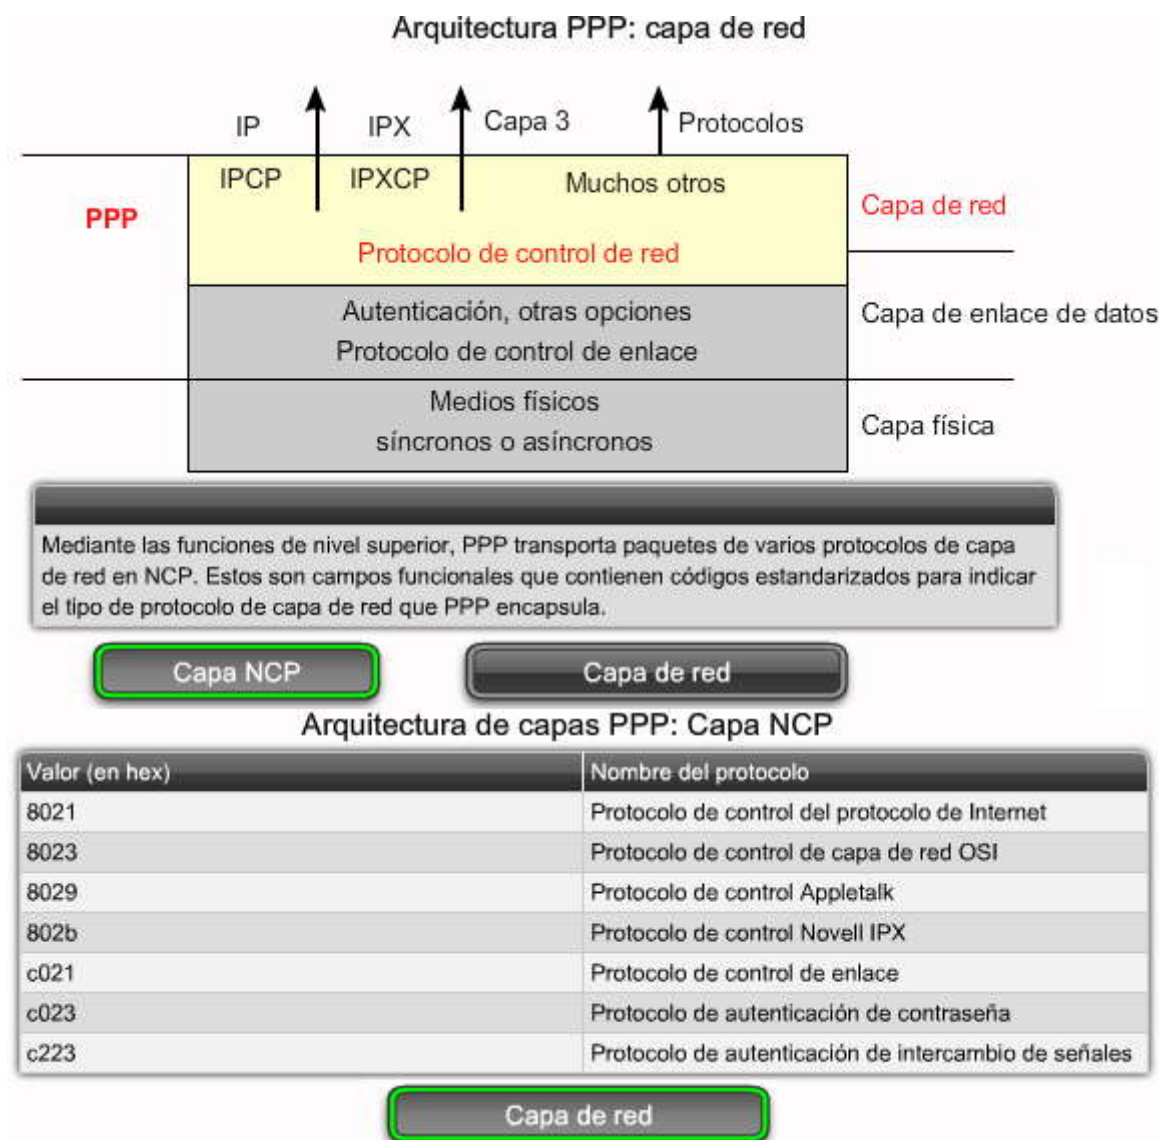 Arquitectura PPP: capa de red
IP IPX Capa 3 Protocolos
IPCP IPXCP Muchos otros
PPP
Capa de red
Protocolo de control de red
Autenticación, otras opciones
Capa de enlace de datos
Protocolo de control de enlace
Medios físicos
Capa física
síncronos o asíncronos
Mediante las funciones de nivel superior, PPP transporta paquetes de varios protocolos de capa
de red en NCP. Estos son campos funcionales que contienen códigos estandarizados para indicar
el tipo de protocolo de capa de red que PPP encapsula.
Capa NCP Capa de red
Arquitectura de capas PPP: Capa NCP
Valor (en hex) Nombre del protocolo
8021 Protocolo de control del protocolo de Internet
8023 Protocolo de control de capa de red OSI
8029 Protocolo de control Appletalk
802b Protocolo de control Novell IPX
c021 Protocolo de control de enlace
c023 Protocolo de autenticación de contraseña
c223 Protocolo de autenticación de intercambio de señales
Capa de red